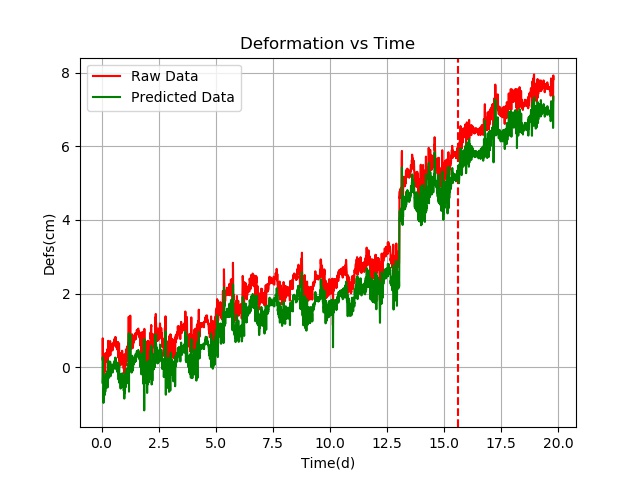 Deformation vs Time
Raw Data
Predicted Data
8
6
4
2
0
Defs(cm)
0.0 2.5 5.0 7.5 10.0 12.5 15.0 17.5 20.0
Time(d)